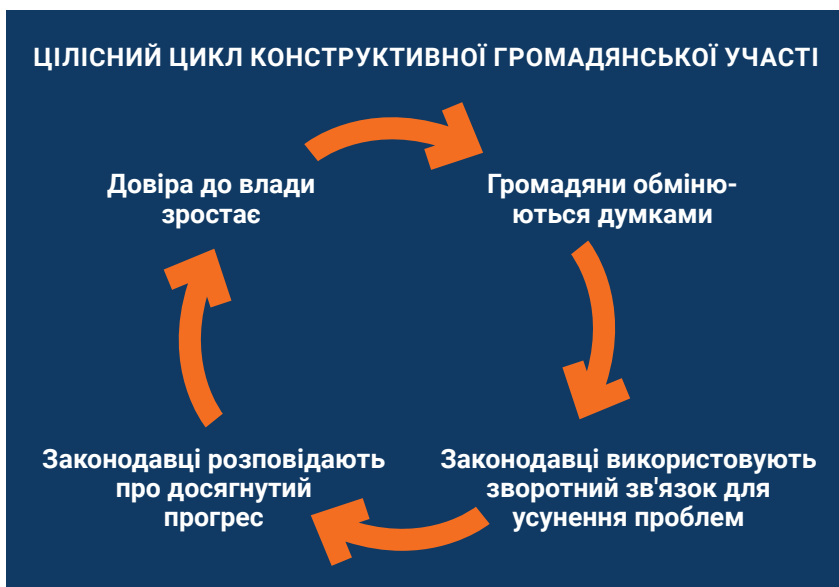 ЦІЛІСНИЙ ЦИКЛ КОНСТРУКТИВНОЇ ГРОМАДЯНСЬКОЇ УЧАСТІ
Довіра до влади
зростає
Громадяни обміню-
ються думками
Законодавці використовують
зворотний зв'язок для
усунення проблем
Законодавці розповідають
про досягнутий
прогрес